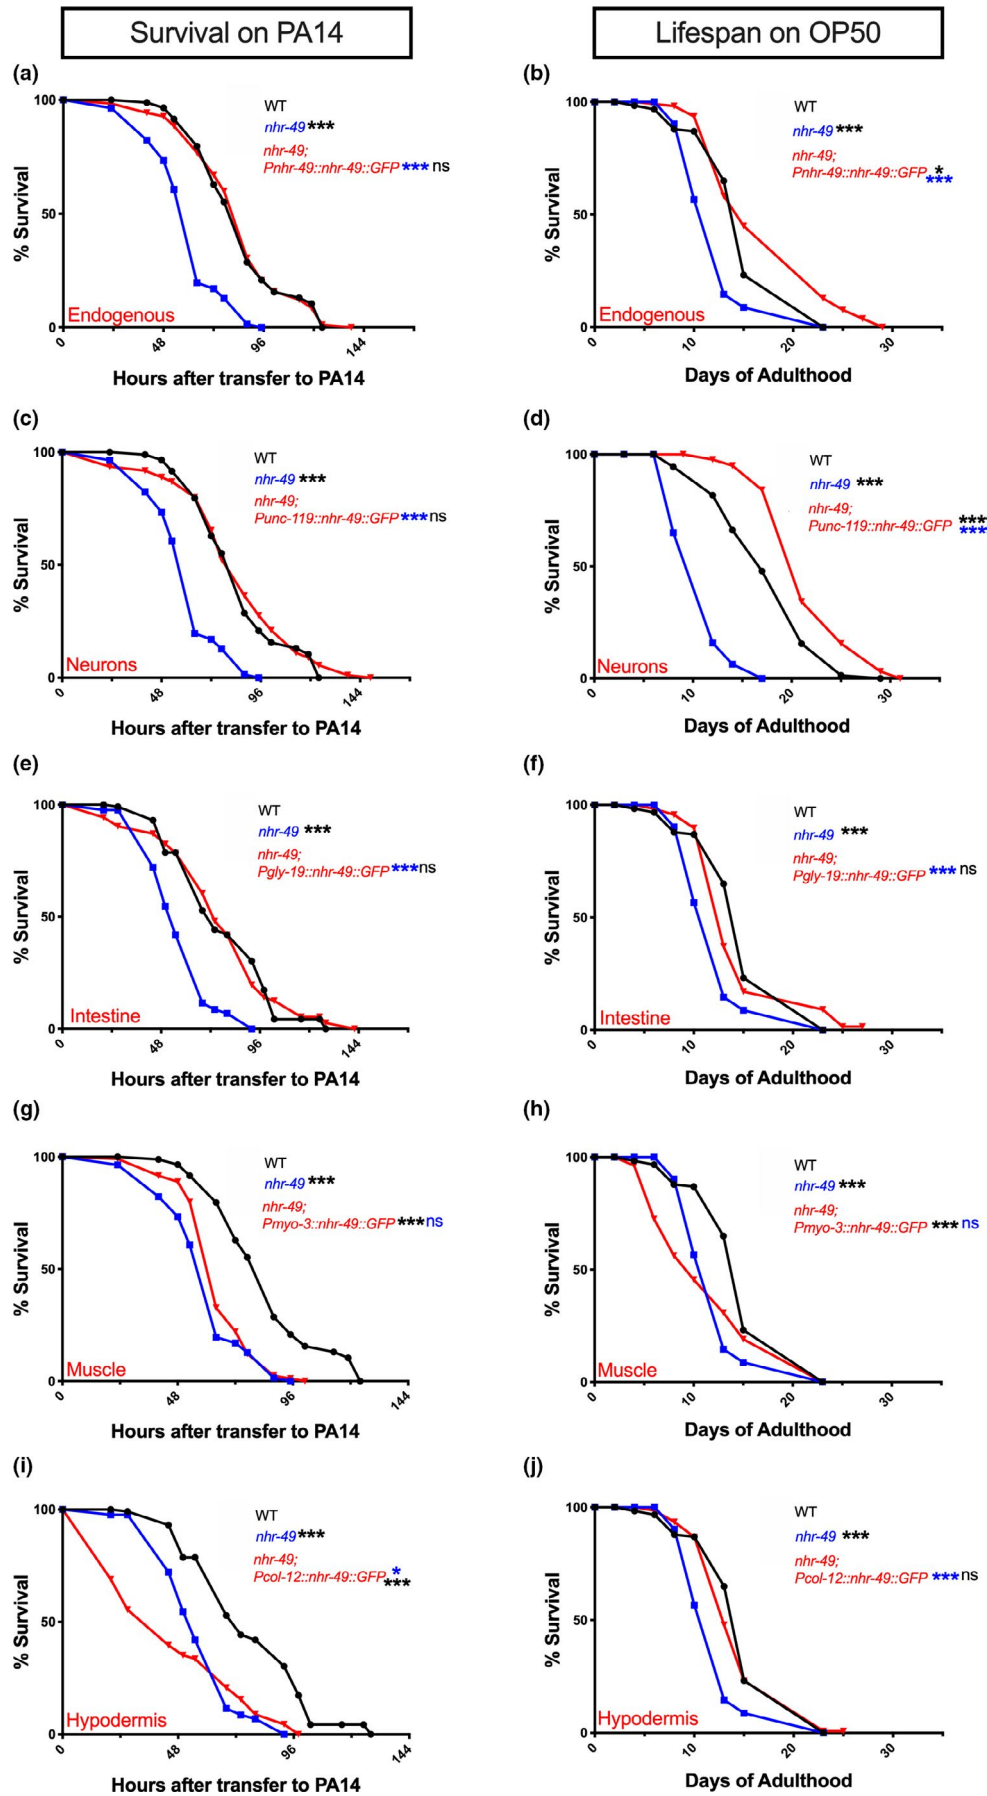 Survival on PA14
Lifespan on OP50
(a)
100
50
0
% Survival
WT
nhr-49 ***
nhr-49;
Pnhr-49::nhr-49::GFP *** ns
Endogenous
0 48 96 144
Hours after transfer to PA14
(b)
100
50
0
% Survival
WT
nhr-49 ***
nhr-49;
Pnhr-49::nhr-49::GFP *
***
Endogenous
0 10 20 30
Days of Adulthood
(c)
100
50
0
% Survival
WT
nhr-49 ***
nhr-49;
Punc-119::nhr-49::GFP *** ns
Neurons
0 48 96 144
Hours after transfer to PA14
(d)
100
50
0
% Survival
WT
nhr-49 ***
nhr-49;
Punc-119::nhr-49::GFP ***
***
Neurons
0 10 20 30
Days of Adulthood
(e)
100
50
0
% Survival
WT
nhr-49 ***
nhr-49;
Pgly-19::nhr-49::GFP *** ns
Intestine
0 48 96 144
Hours after transfer to PA14
(f)
100
50
0
% Survival
WT
nhr-49 ***
nhr-49;
Pgly-19::nhr-49::GFP *** ns
Intestine
0 10 20 30
Days of Adulthood
(g)
100
50
0
% Survival
WT
nhr-49 ***
nhr-49;
Pmyo-3::nhr-49::GFP *** ns
Muscle
0 48 96 144
Hours after transfer to PA14
(h)
100
50
0
% Survival
WT
nhr-49 ***
nhr-49;
Pmyo-3::nhr-49::GFP *** ns
Muscle
0 10 20 30
Days of Adulthood
(i)
100
50
0
% Survival
WT
nhr-49 ***
nhr-49;
Pcol-12::nhr-49::GFP *
***
Hypodermis
0 48 96 144
Hours after transfer to PA14
(j)
100
50
0
% Survival
WT
nhr-49 ***
nhr-49;
Pcol-12::nhr-49::GFP *** ns
Hypodermis
0 10 20 30
Days of Adulthood